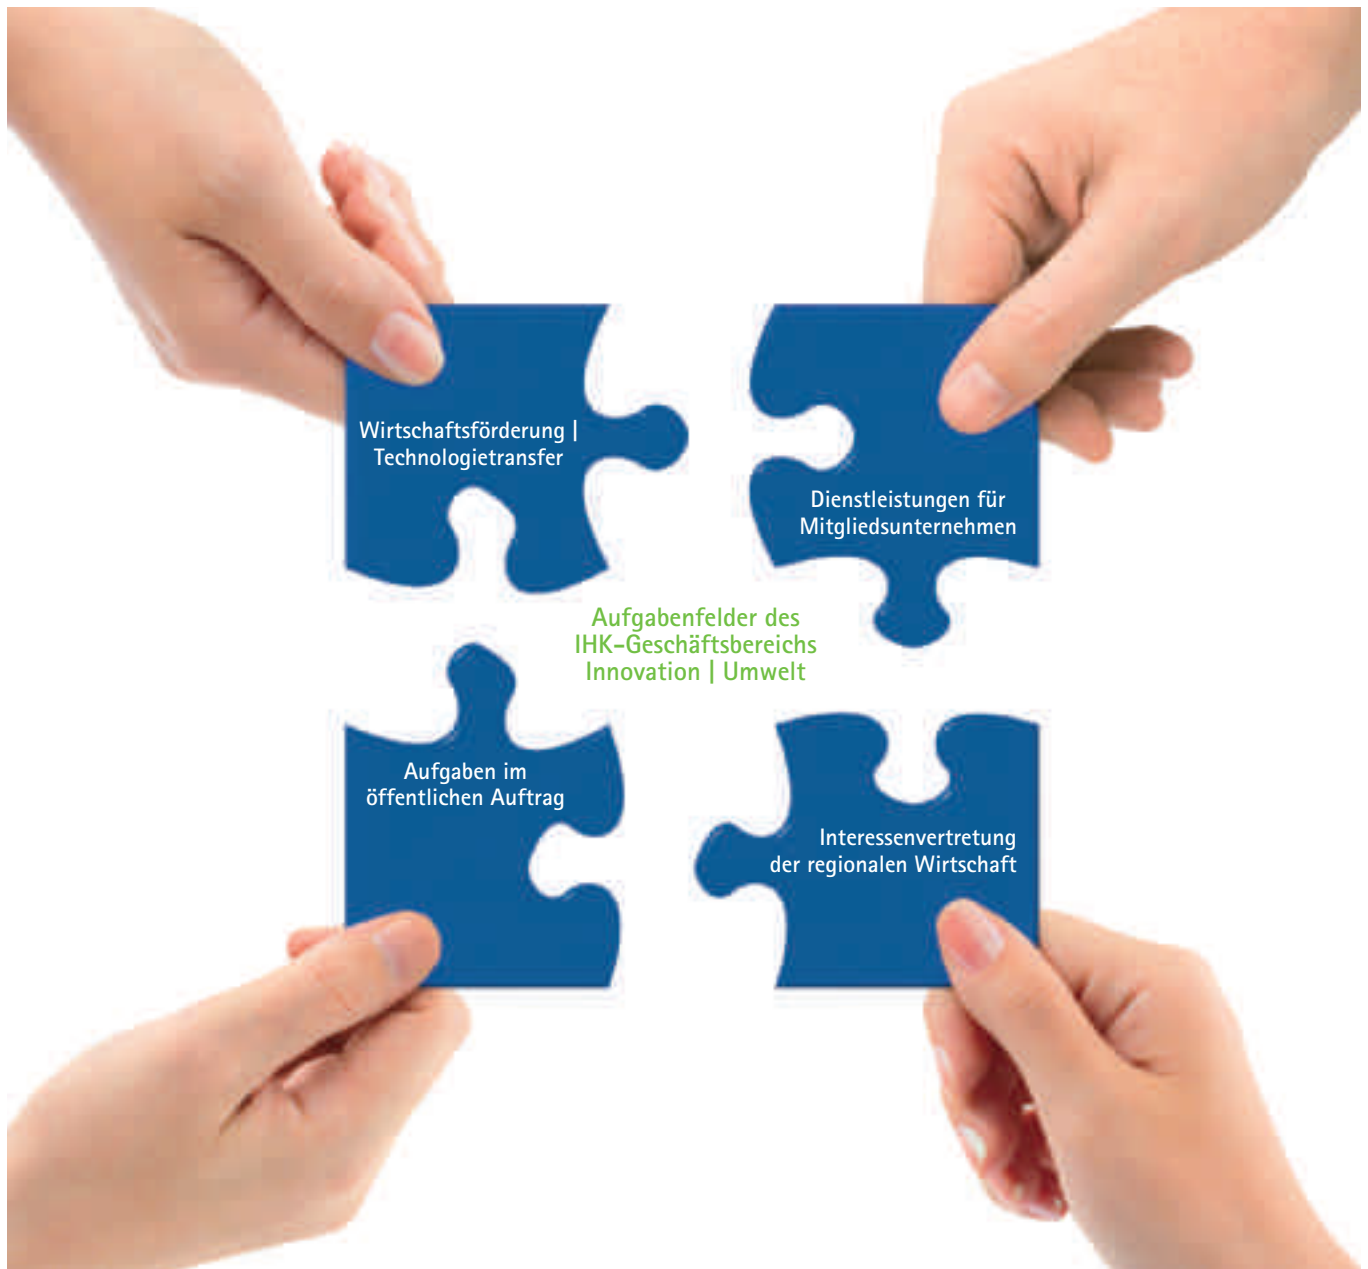 Wirtschaftsförderung |
Technologietransfer
Dienstleistungen für
Mitgliedsunternehmen
Aufgabenfelder des
IHK-Geschäftsbereichs
Innovation | Umwelt
Aufgaben im
öffentlichen Auftrag
Interessenvertretung
der regionalen Wirtschaft